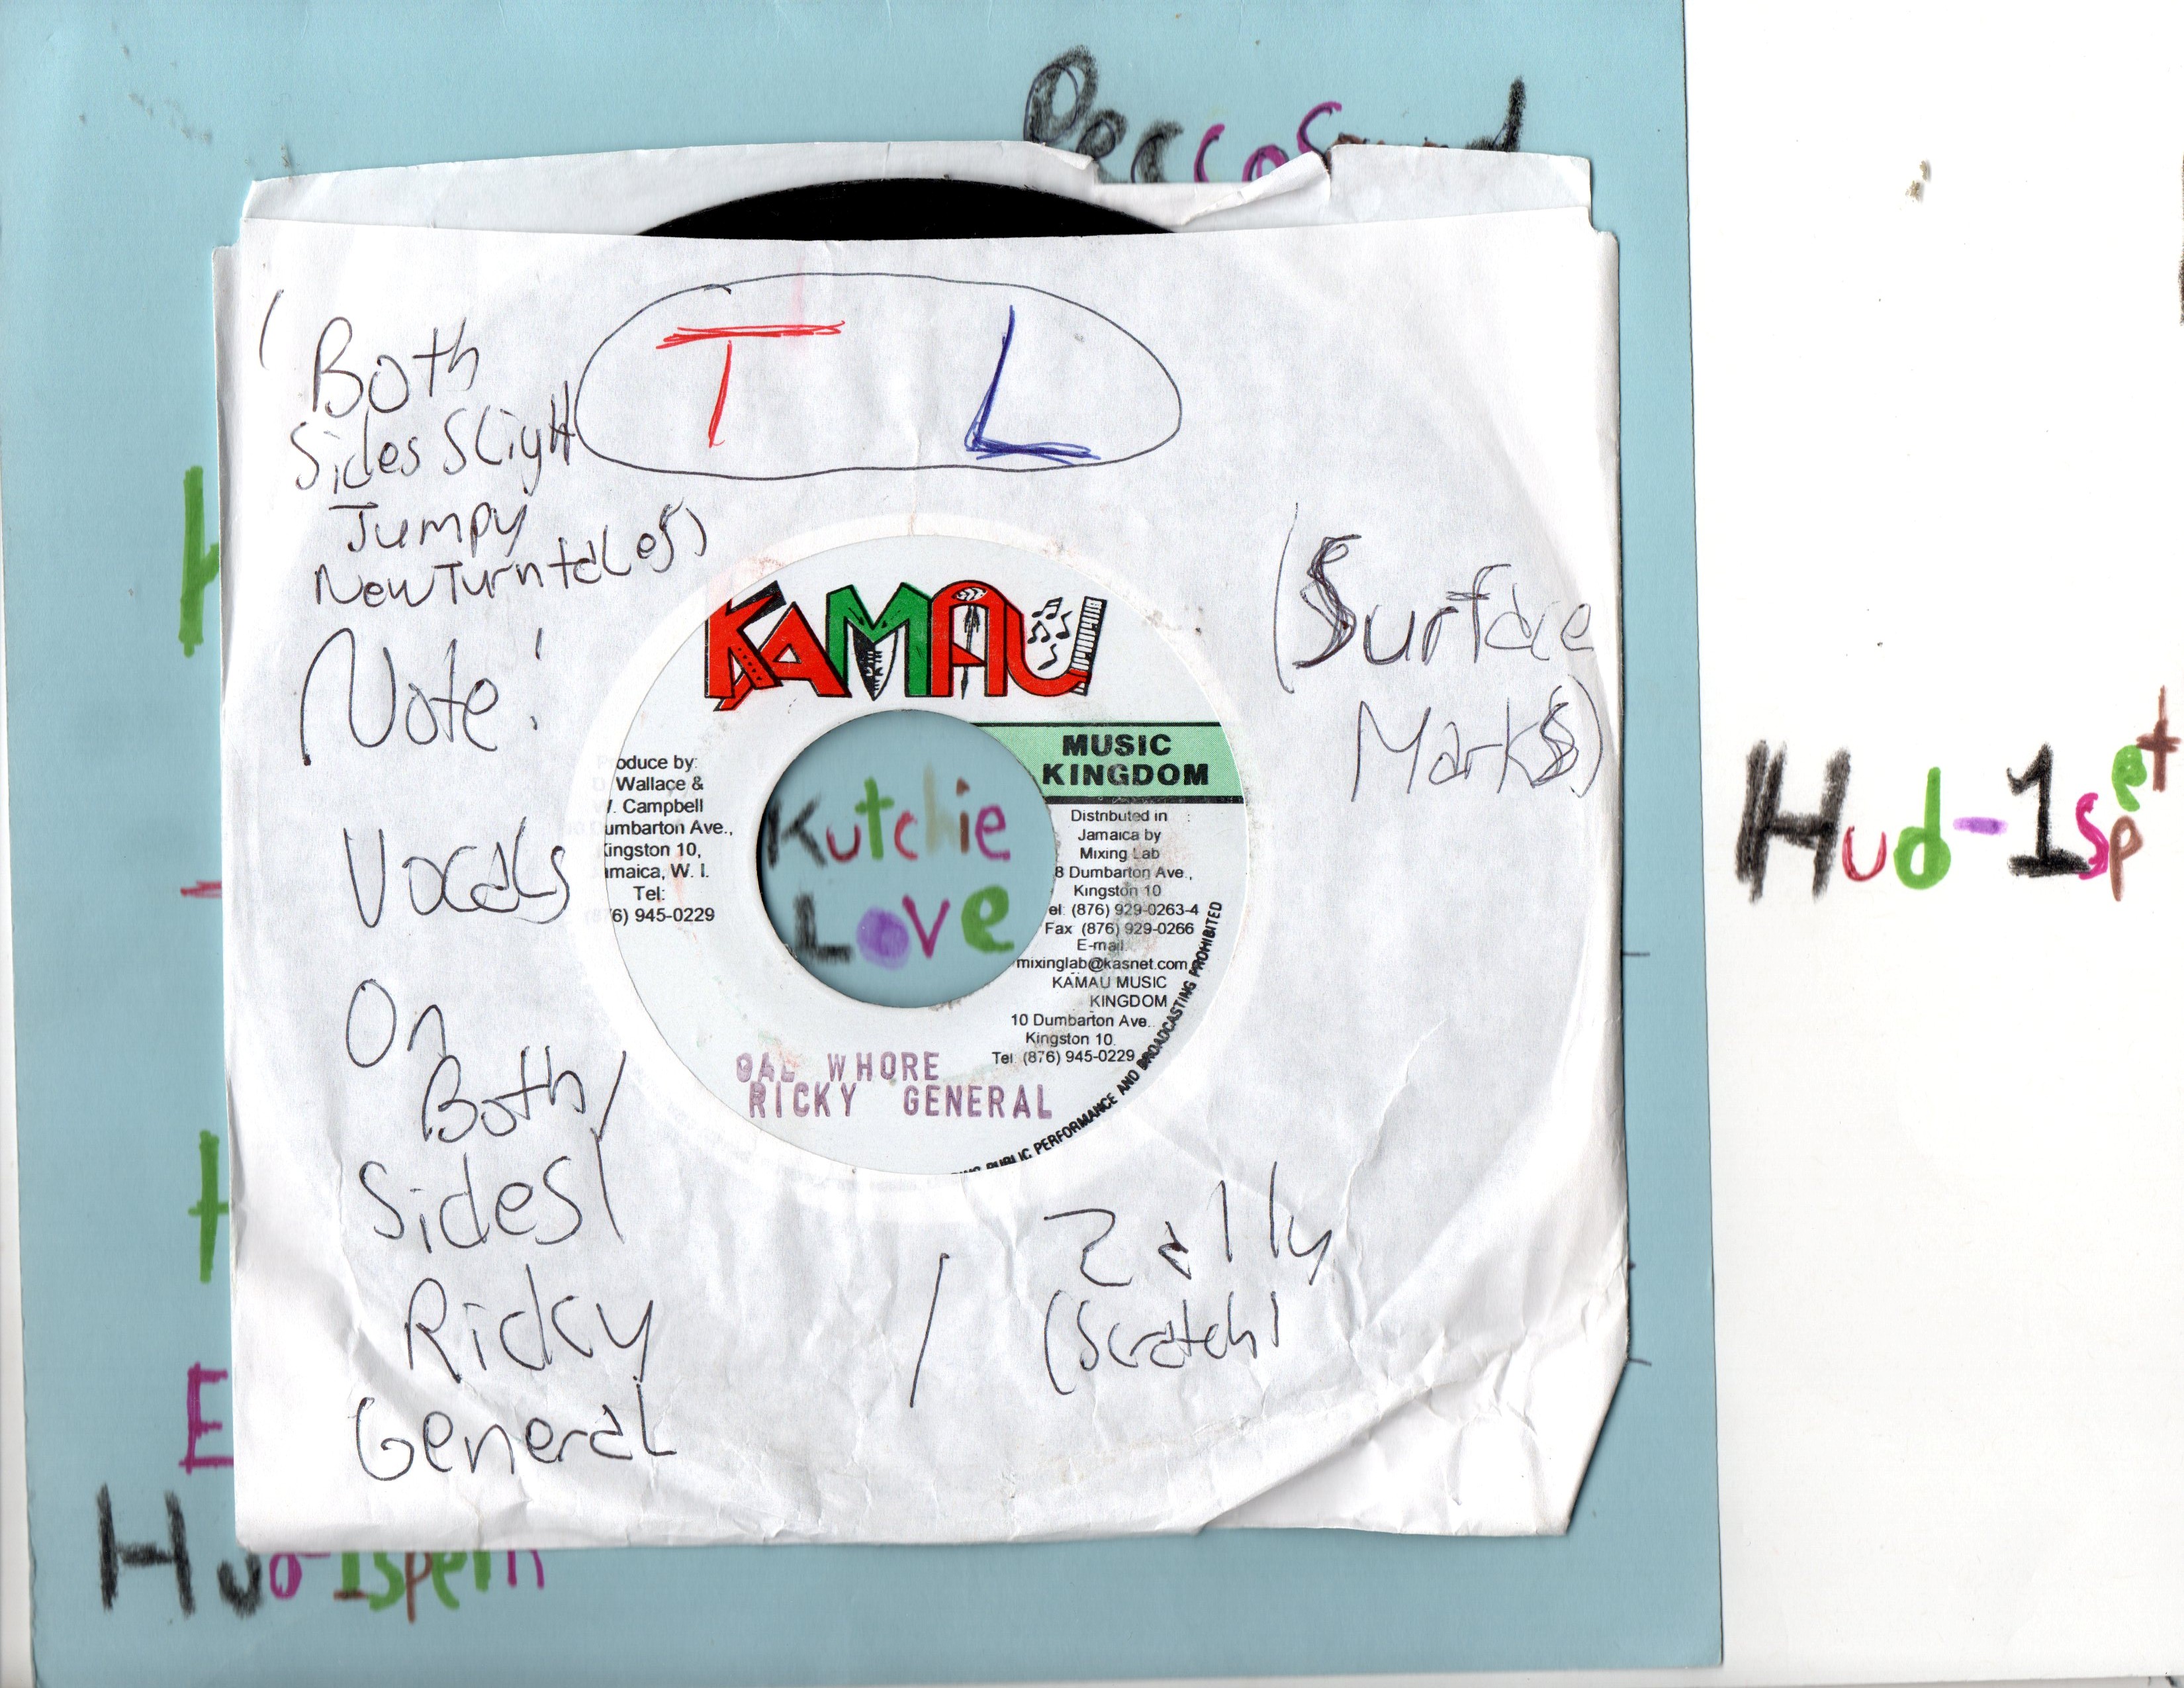 T L
(Both
Sides Slight
Jumpy
New Turntables)
Note!
Vocals
On
Both
Sides
Ricky
General
/
Zally
(Scratch)
(Surface
Marks)
KAMAU
MUSIC
KINGDOM
Produce by:
D. Wallace &
W. Campbell
Dumbarton Ave.,
Kingston 10,
Jamaica, W. I.
Tel:
(876) 945-0229
Kutchie
Love
Distributed in
Jamaica by
Mixing Lab
8 Dumbarton Ave.,
Kingston 10
Tel: (876) 929-0263-4
Fax (876) 929-0266
E-mail:
mixinglab@kasnet.com
KAMAU MUSIC
KINGDOM
10 Dumbarton Ave.
Kingston 10.
Tel: (876) 945-0229
PUBLIC PERFORMANCE AND BROADCASTING PROHIBITED
GAL WHORE
RICKY GENERAL
Hud-1spet
E